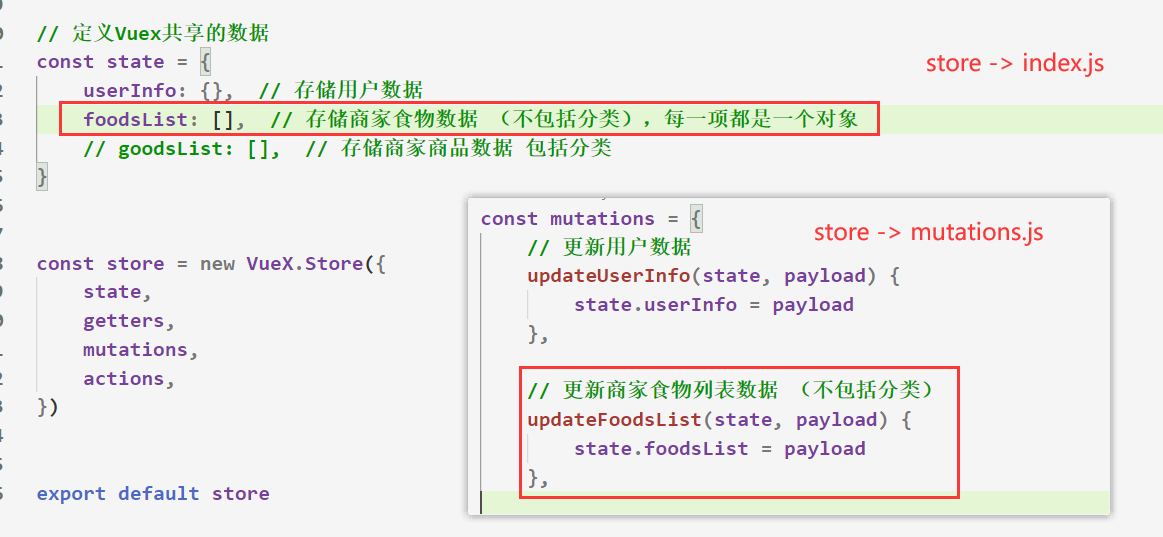 // 定义Vuex共享的数据
const state = {
store -> index.js
userInfo: {},  // 存储用户数据
foodsList: [],  // 存储商家食物数据 （不包括分类），每一项都是一个对象
// goodsList: [],  // 存储商家商品数据 包括分类
}
const store = new VueX.Store({
state,
getters,
mutations,
actions,
})
export default store
const mutations = {
store -> mutations.js
// 更新用户数据
updateUserInfo(state, payload) {
state.userInfo = payload
},
// 更新商家食物列表数据 （不包括分类）
updateFoodsList(state, payload) {
state.foodsList = payload
},